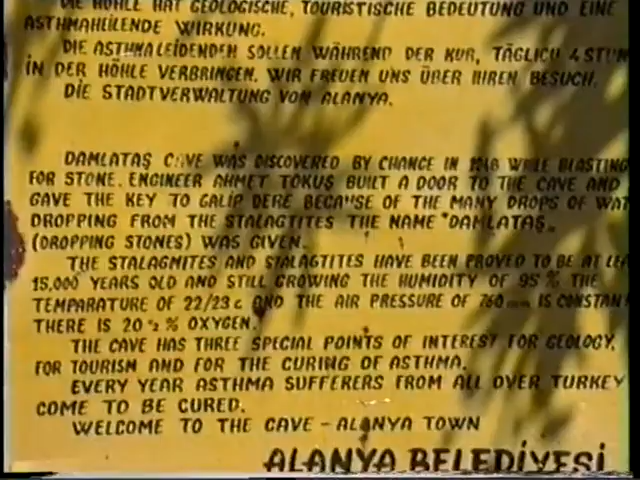 DIE HÖHLE HAT GEOLOGISCHE, TOURISTISCHE BEDEUTUNG UND EINE
ASTHMAHEILENDE WIRKUNG.
DIE ASTHMALEIDENDEN SOLLEN WÄHREND DER KUR, TÄGLICH 4 STUN
IN DER HÖHLE VERBRINGEN. WIR FREUEN UNS ÜBER IHREN BESUCH.
DIE STADTVERWALTUNG VON ALANYA.
DAMLATAŞ CAVE WAS DISCOVERED BY CHANCE IN 1948 WHILE BLASTING
FOR STONE. ENGINEER AHMET TOKUS BUILT A DOOR TO THE CAVE AND
GAVE THE KEY TO GALİP DERE BECAUSE OF THE MANY DROPS OF WAT
DROPPING FROM THE STALAGTITES THE NAME "DAMLATAŞ„
(DROPPING STONES) WAS GIVEN.
THE STALAGMITES AND STALAGTITES HAVE BEEN PROVED TO BE AT LEA
15.000 YEARS OLD AND STILL GROWING THE HUMIDITY OF 95 % THE
TEMPARATURE OF 22/23 C AND THE AIR PRESSURE OF 760 mm IS CONSTAN
THERE IS 20 % OXYGEN.
THE CAVE HAS THREE SPECIAL POINTS OF INTEREST FOR GEOLOGY,
FOR TOURISM AND FOR THE CURING OF ASTHMA.
EVERY YEAR ASTHMA SUFFERERS FROM ALL OVER TURKEY
COME TO BE CURED.
WELCOME TO THE CAVE - ALANYA TOWN
ALANYA BELEDİYESİ